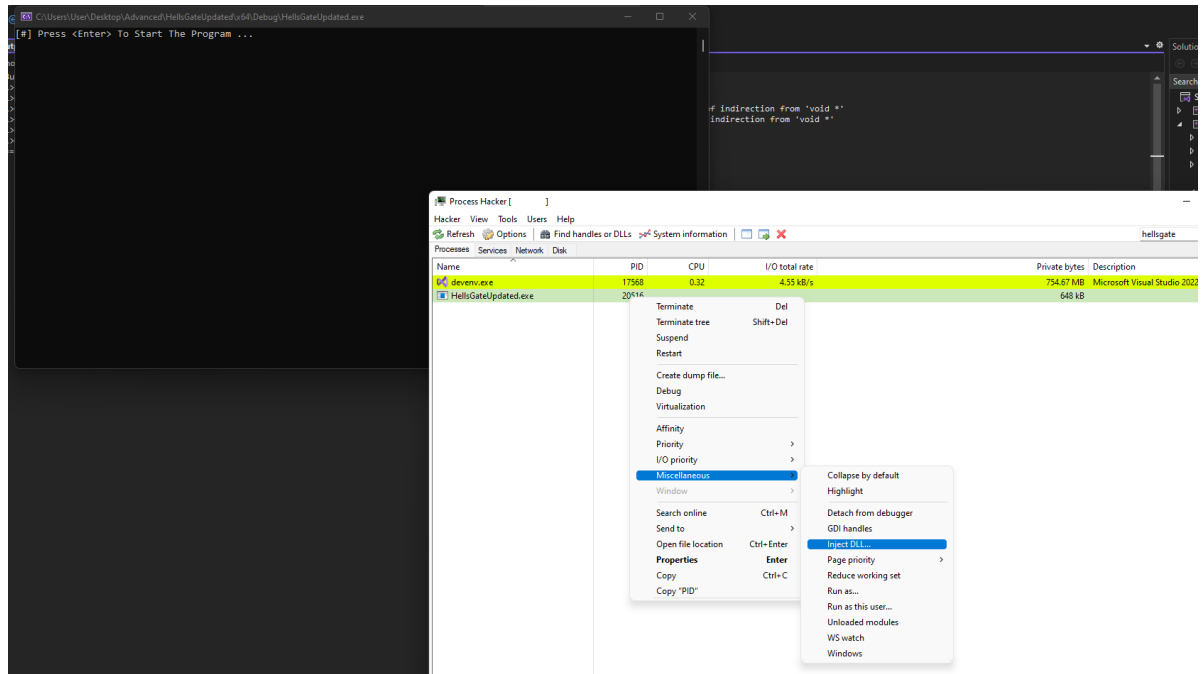 C:\Users\User\Desktop\Advanced\HellsGateUpdated\x64\Debug\HellsGateUpdated.exe
[#] Press <Enter> To Start The Program ...
Solutio
Search
f indirection from 'void *'
indirection from 'void *'
Process Hacker [ ]
Hacker View Tools Users Help
Refresh Options Find handles or DLLs System information hellsgate
Processes Services Network Disk
Name PID CPU I/O total rate Private bytes Description
devenv.exe 17568 0.32 4.55 kB/s 754.67 MB Microsoft Visual Studio 2022
HellsGateUpdated.exe 20516 648 kB
Terminate Del
Terminate tree Shift+Del
Suspend
Restart
Create dump file...
Debug
Virtualization
Affinity
Priority
I/O priority
Miscellaneous
Window
Search online Ctrl+M
Send to
Open file location Ctrl+Enter
Properties Enter
Copy Ctrl+C
Copy "PID"
Collapse by default
Highlight
Detach from debugger
GDI handles
Inject DLL...
Page priority
Reduce working set
Run as...
Run as this user...
Unloaded modules
WS watch
Windows